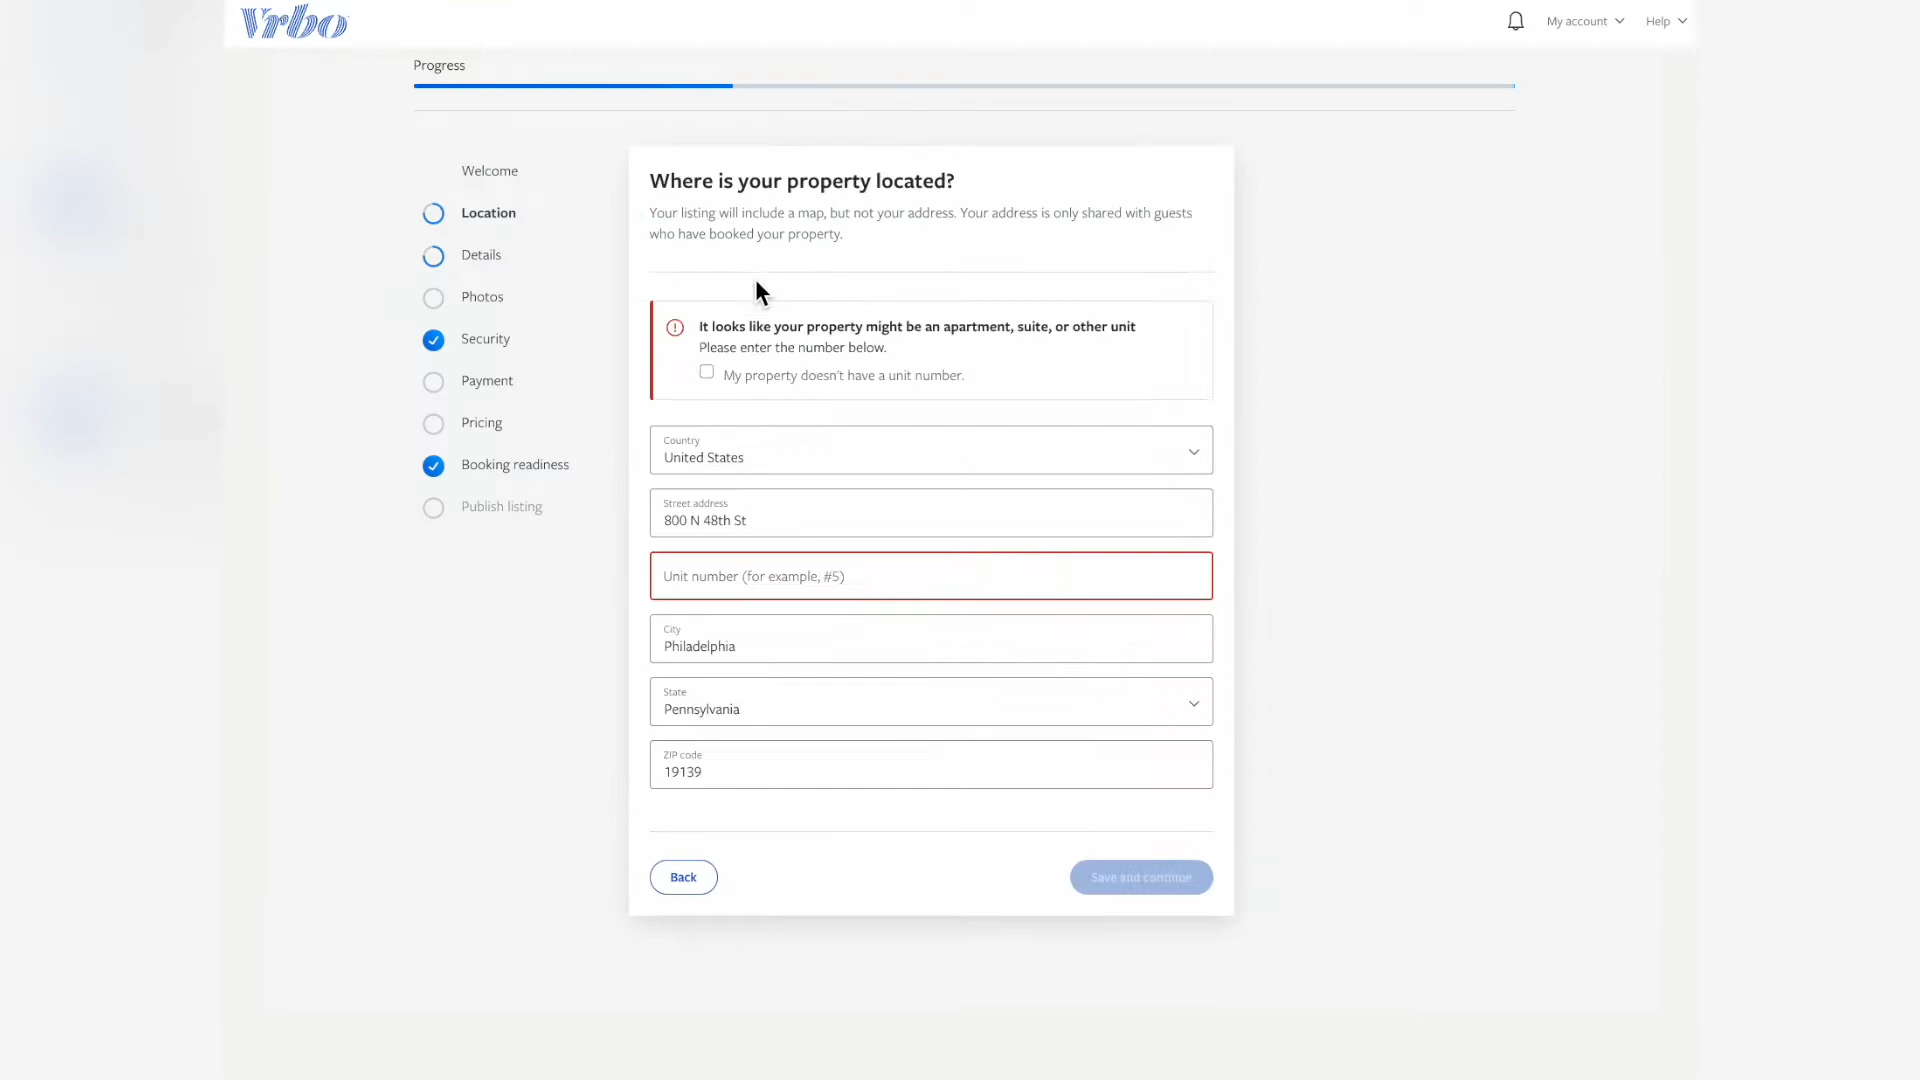 Vrbo
My account
Help
Progress
Welcome
Location
Details
Photos
Security
Payment
Pricing
Booking readiness
Publish listing
Where is your property located?
Your listing will include a map, but not your address. Your address is only shared with guests
who have booked your property.
It looks like your property might be an apartment, suite, or other unit
Please enter the number below.
My property doesn't have a unit number.
Country
United States
Street address
800 N 48th St
Unit number (for example, #5)
City
Philadelphia
State
Pennsylvania
ZIP code
19139
Back
Save and continue